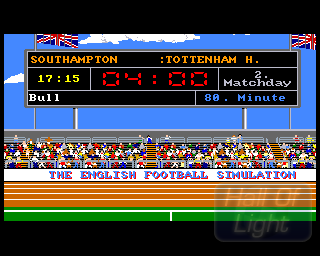 SOUTHAMPTON :TOTTENHAM H.
17:15 04:00 2.
Matchday
Bull 80. Minute
THE ENGLISH FOOTBALL SIMULATION
Hall Of
Light